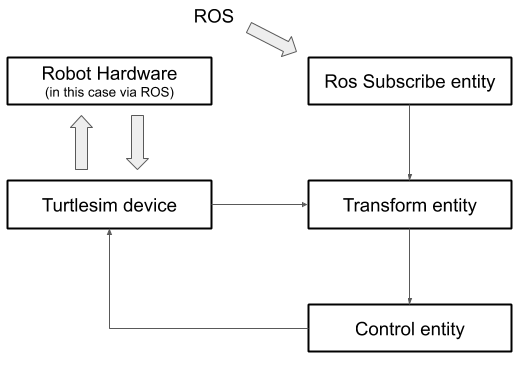 ROS
Robot Hardware
(in this case via ROS)
Ros Subscribe entity
Turtlesim device
Transform entity
Control entity